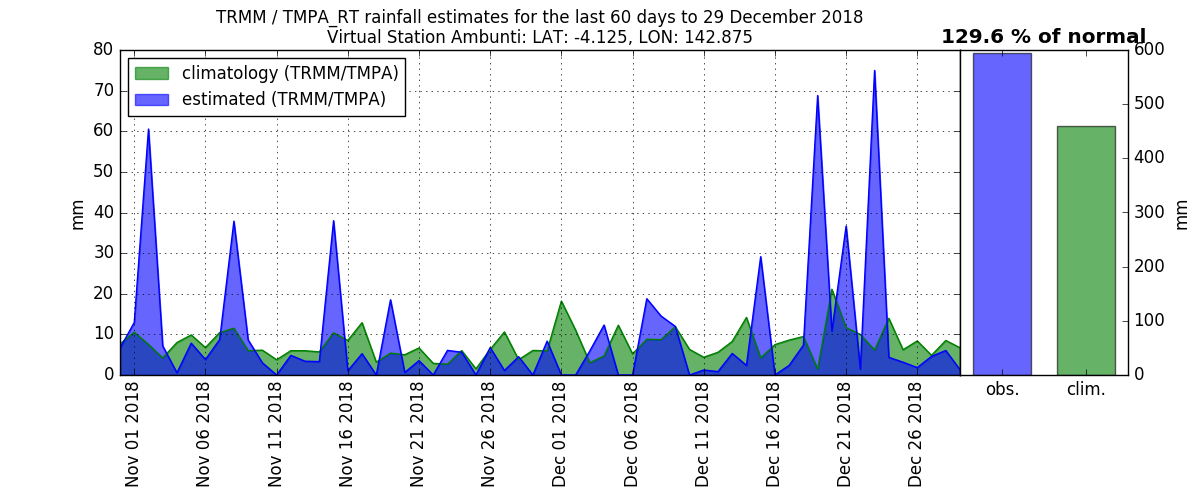 TRMM / TMPA_RT rainfall estimates for the last 60 days to 29 December 2018
Virtual Station Ambunti: LAT: -4.125, LON: 142.875
129.6 % of normal
climatology (TRMM/TMPA)
estimated (TRMM/TMPA)
80
70
60
50
40
30
20
10
0
mm
Nov 01 2018
Nov 06 2018
Nov 11 2018
Nov 16 2018
Nov 21 2018
Nov 26 2018
Dec 01 2018
Dec 06 2018
Dec 11 2018
Dec 16 2018
Dec 21 2018
Dec 26 2018
obs.
clim.
600
500
400
300
200
100
0
mm